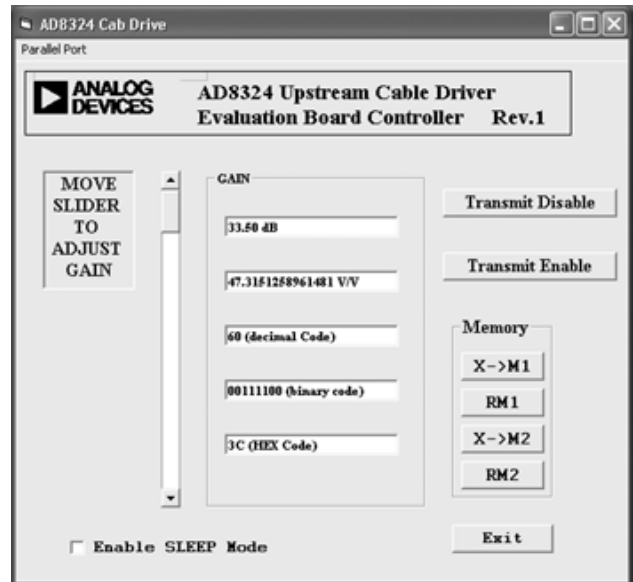 AD8324 Cab Drive
Parallel Port
ANALOG
DEVICES
AD8324 Upstream Cable Driver
Evaluation Board Controller Rev.1
MOVE
SLIDER
TO
ADJUST
GAIN
GAIN
33.50 dB
47.3151258961481 V/V
60 (decimal Code)
00111100 (binary code)
3C (HEX Code)
Transmit Disable
Transmit Enable
Memory
X->M1
RM1
X->M2
RM2
Enable SLEEP Mode
Exit